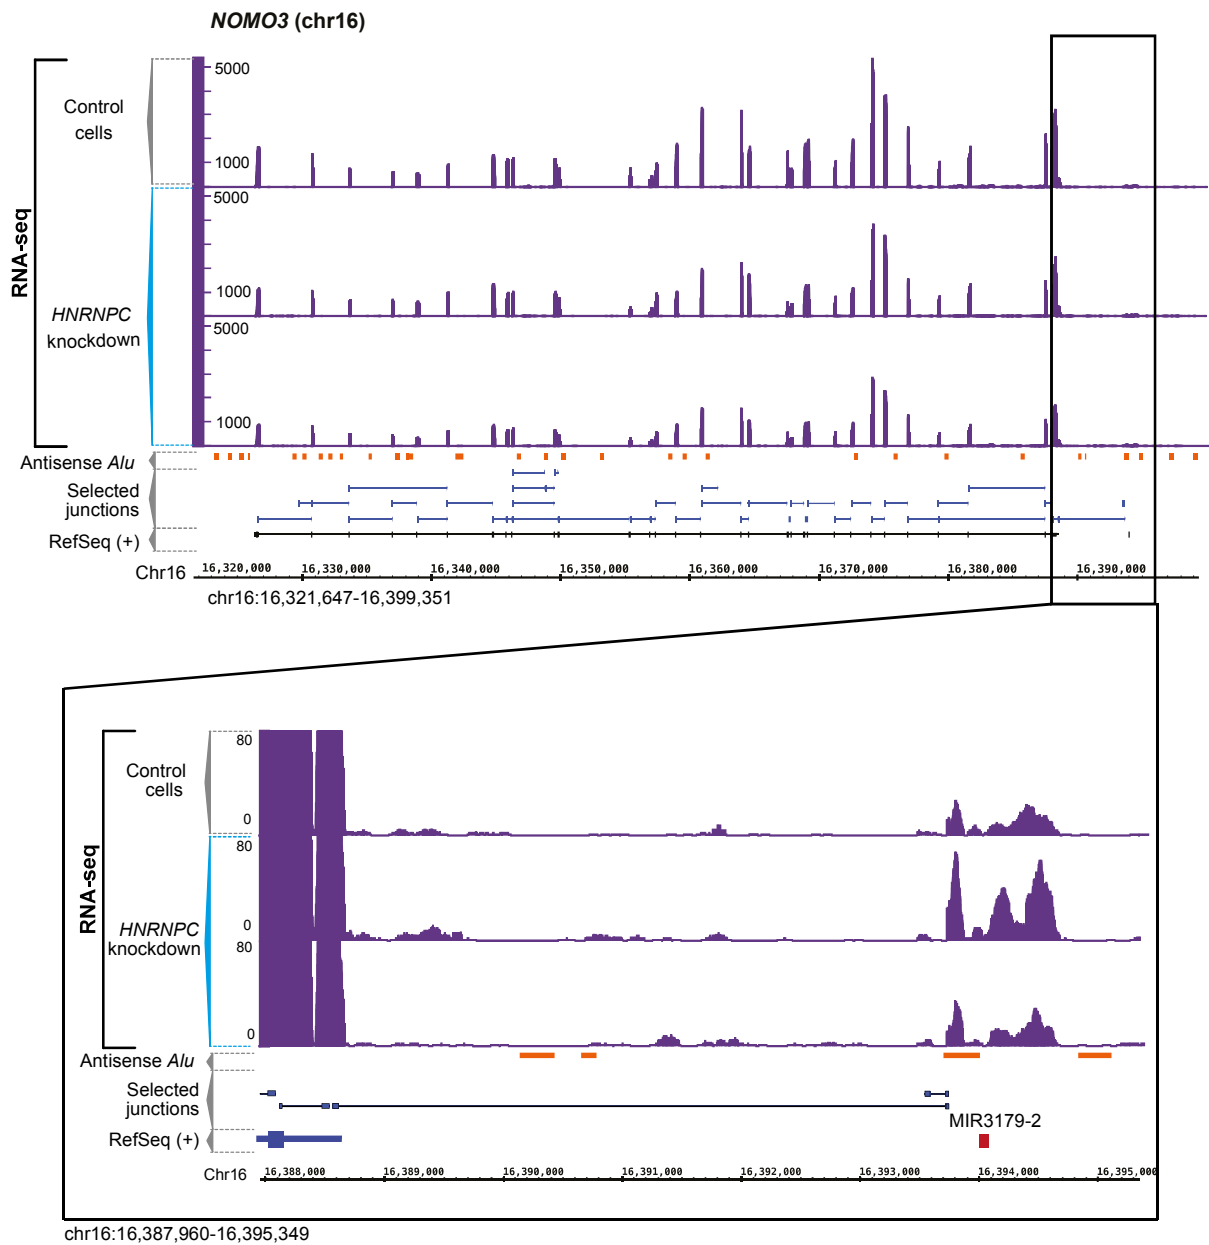 NOMO3 (chr16)
RNA-seq
Control
cells
5000
1000
HNRNPC
knockdown
5000
1000
5000
1000
Antisense Alu
Selected
junctions
RefSeq (+)
Chr16
16,320,000 16,330,000 16,340,000 16,350,000 16,360,000 16,370,000 16,380,000 16,390,000
chr16:16,321,647-16,399,351
RNA-seq
Control
cells
80
0
HNRNPC
knockdown
80
0
80
0
Antisense Alu
Selected
junctions
MIR3179-2
RefSeq (+)
Chr16
16,388,000 16,389,000 16,390,000 16,391,000 16,392,000 16,393,000 16,394,000 16,395,000
chr16:16,387,960-16,395,349